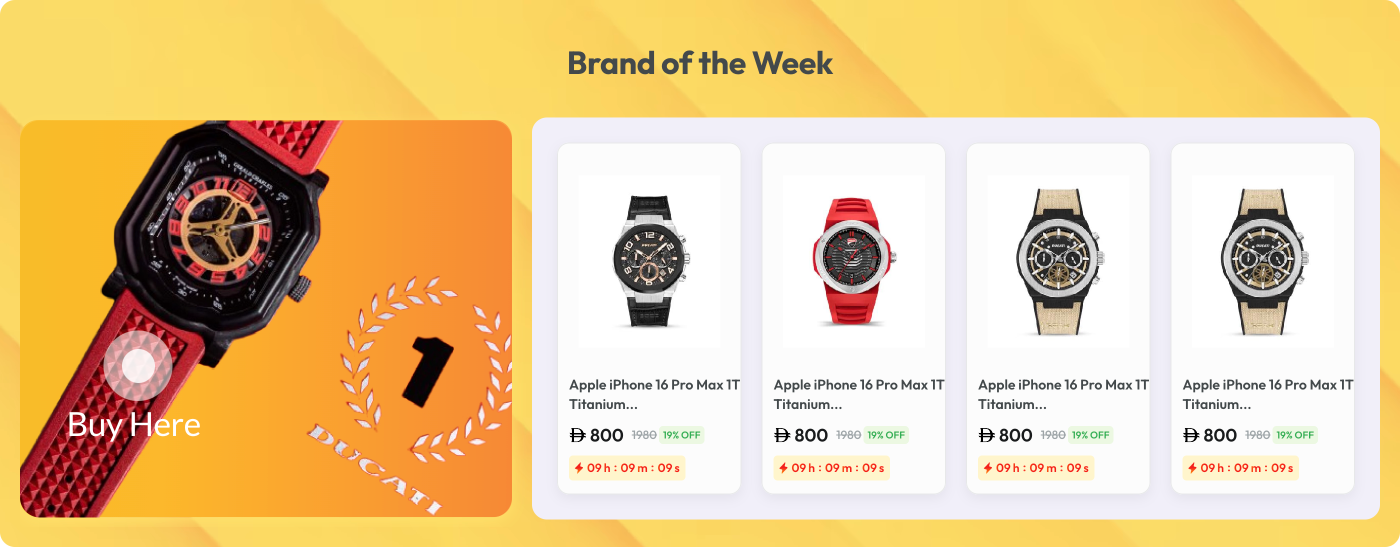 Brand of the Week
1
DUCATI
Buy Here
Apple iPhone 16 Pro Max 1T
Titanium...
800 1980 19% OFF
09 h : 09 m : 09 s
Apple iPhone 16 Pro Max 1T
Titanium...
800 1980 19% OFF
09 h : 09 m : 09 s
Apple iPhone 16 Pro Max 1T
Titanium...
800 1980 19% OFF
09 h : 09 m : 09 s
Apple iPhone 16 Pro Max 1T
Titanium...
800 1980 19% OFF
09 h : 09 m : 09 s